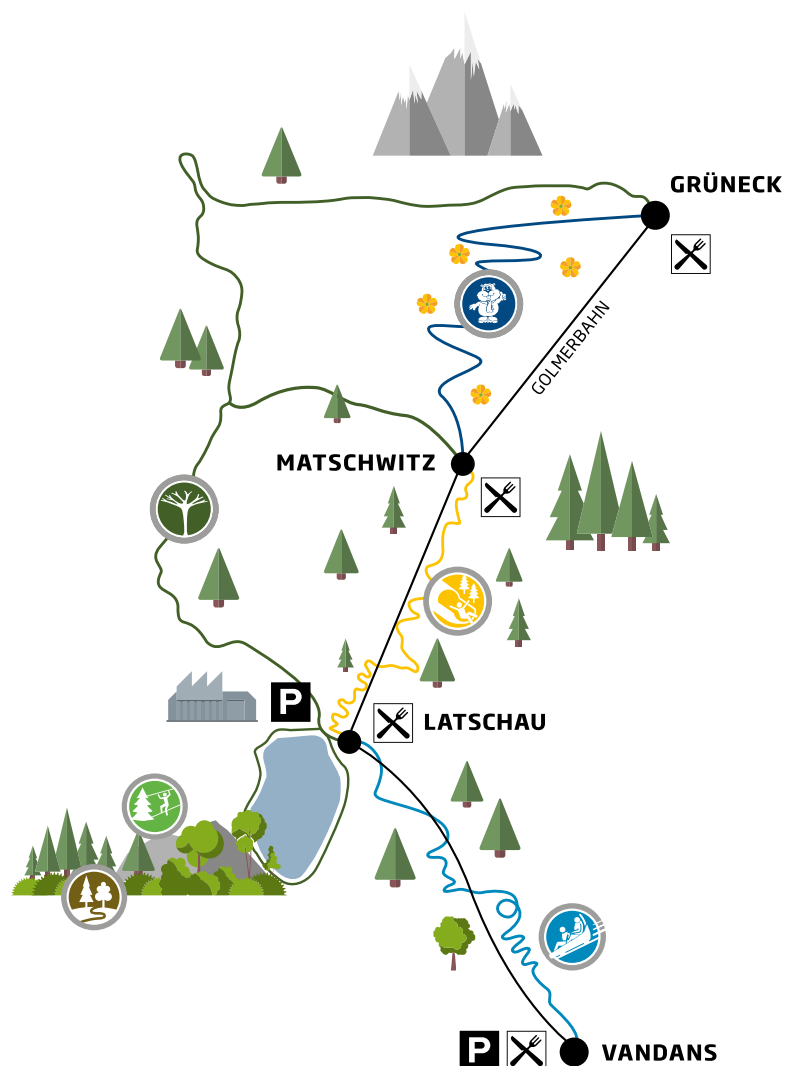 GRÜNECK
GOLMERBAHN
MATSCHWITZ
P
LATSCHAU
P
VANDANS